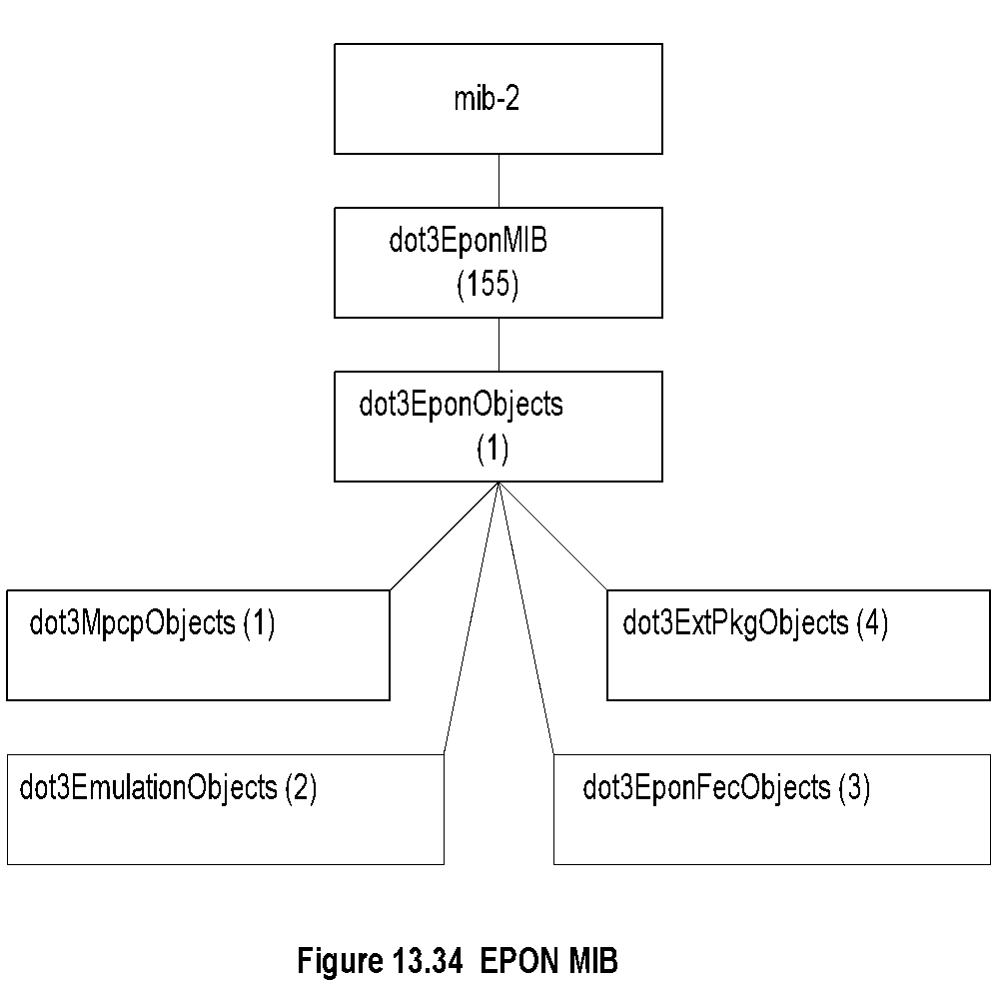 mib-2
dot3EponMIB
(155)
dot3EponObjects
(1)
dot3MpcpObjects (1)
dot3ExtPkgObjects (4)
dot3EmulationObjects (2)
dot3EponFecObjects (3)
Figure 13.34 EPON MIB